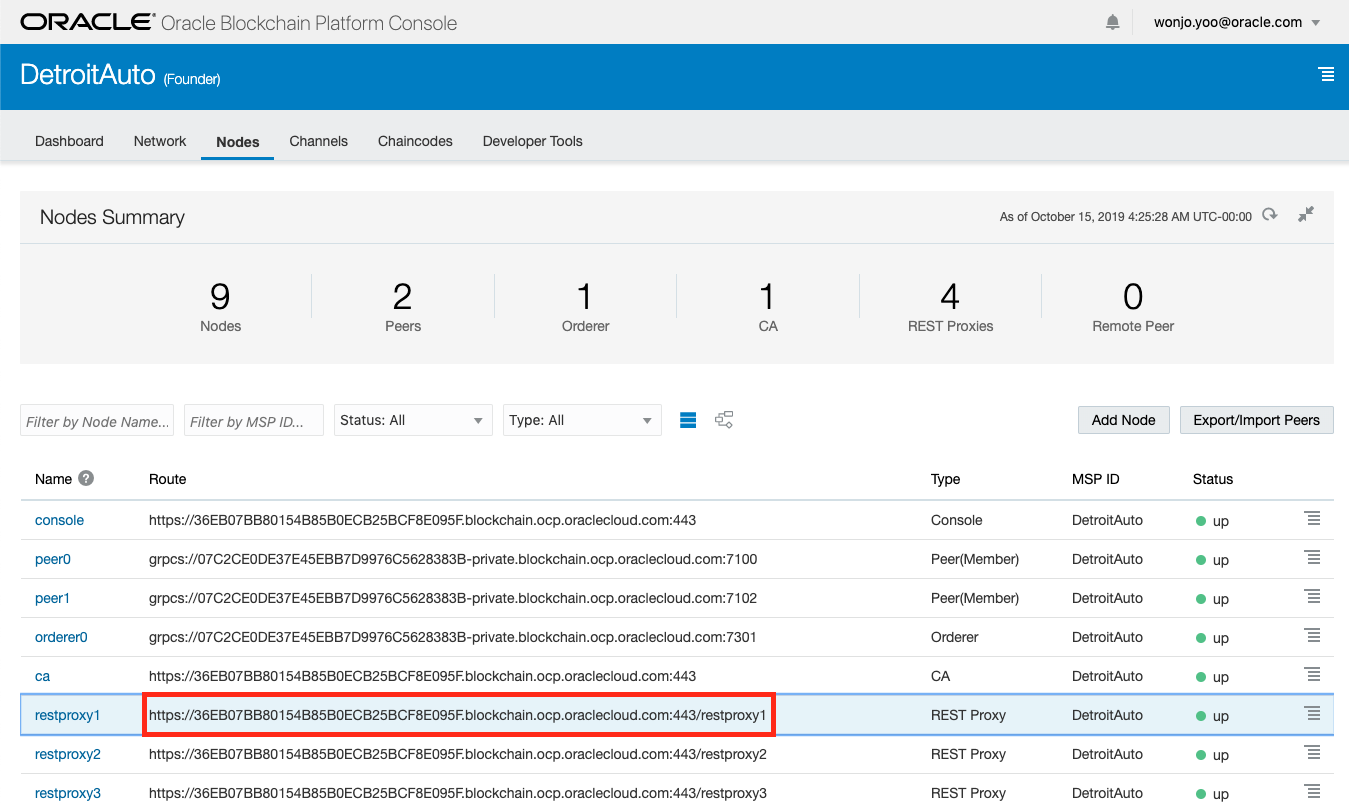 ORACLE® Oracle Blockchain Platform Console wonjo.yoo@oracle.com
DetroitAuto (Founder)
Dashboard Network Nodes Channels Chaincodes Developer Tools
Nodes Summary As of October 15, 2019 4:25:28 AM UTC-00:00
9 2 1 1 4 0
Nodes Peers Orderer CA REST Proxies Remote Peer
Filter by Node Name... Filter by MSP ID... Status: All Type: All Add Node Export/Import Peers
Name ? Route Type MSP ID Status
console https://36EB07BB80154B85B0ECB25BCF8E095F.blockchain.ocp.oraclecloud.com:443 Console DetroitAuto up
peer0 grpcs://07C2CE0DE37E45EBB7D9976C5628383B-private.blockchain.ocp.oraclecloud.com:7100 Peer(Member) DetroitAuto up
peer1 grpcs://07C2CE0DE37E45EBB7D9976C5628383B-private.blockchain.ocp.oraclecloud.com:7102 Peer(Member) DetroitAuto up
orderer0 grpcs://07C2CE0DE37E45EBB7D9976C5628383B-private.blockchain.ocp.oraclecloud.com:7301 Orderer DetroitAuto up
ca https://36EB07BB80154B85B0ECB25BCF8E095F.blockchain.ocp.oraclecloud.com:443 CA DetroitAuto up
restproxy1 https://36EB07BB80154B85B0ECB25BCF8E095F.blockchain.ocp.oraclecloud.com:443/restproxy1 REST Proxy DetroitAuto up
restproxy2 https://36EB07BB80154B85B0ECB25BCF8E095F.blockchain.ocp.oraclecloud.com:443/restproxy2 REST Proxy DetroitAuto up
restproxy3 https://36EB07BB80154B85B0ECB25BCF8E095F.blockchain.ocp.oraclecloud.com:443/restproxy3 REST Proxy DetroitAuto up